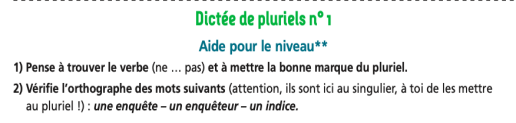 Dictée de pluriels n° 1
Aide pour le niveau**
1) Pense à trouver le verbe (ne ... pas) et à mettre la bonne marque du pluriel.
2) Vérifie l'orthographe des mots suivants (attention, ils sont ici au singulier, à toi de les mettre
au pluriel !) : une enquête – un enquêteur – un indice.